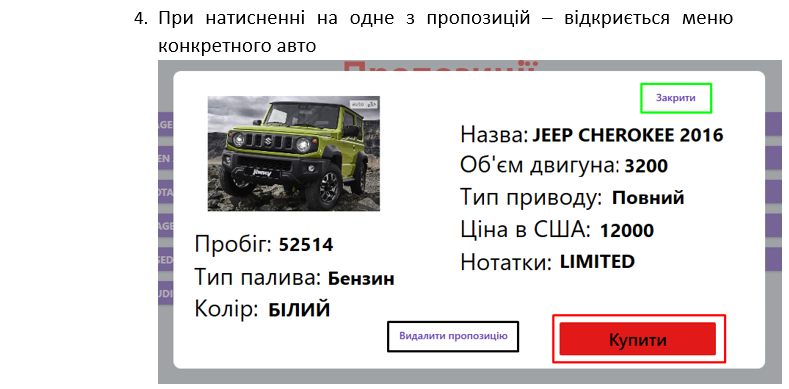 4. При натисненні на одне з пропозицій – відкриється меню
конкретного авто
Пропозиції
Закрити
avto
Jimny
Назва: JEEP CHEROKEE 2016
Об'єм двигуна: 3200
Тип приводу: Повний
Ціна в США: 12000
Нотатки: LIMITED
Пробіг: 52514
Тип палива: Бензин
Колір: БІЛИЙ
Видалити пропозицію
Купити